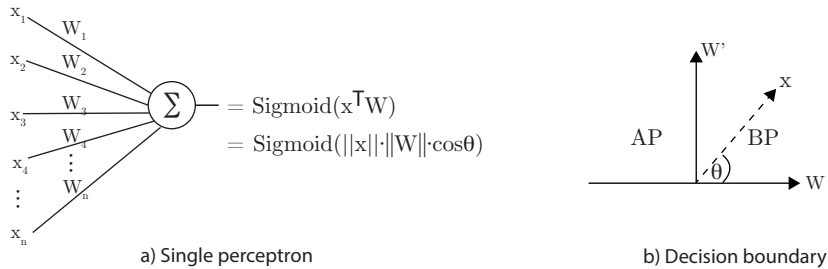 x₁
W₁
x₂
W₂
x₃
W₃
x₄
W₄
⋮
⋮
Wₙ
xₙ
Σ
= Sigmoid(xᵀW)
= Sigmoid(||x||·||W||·cosθ)
a) Single perceptron
W’
x
AP
BP
θ
W
b) Decision boundary